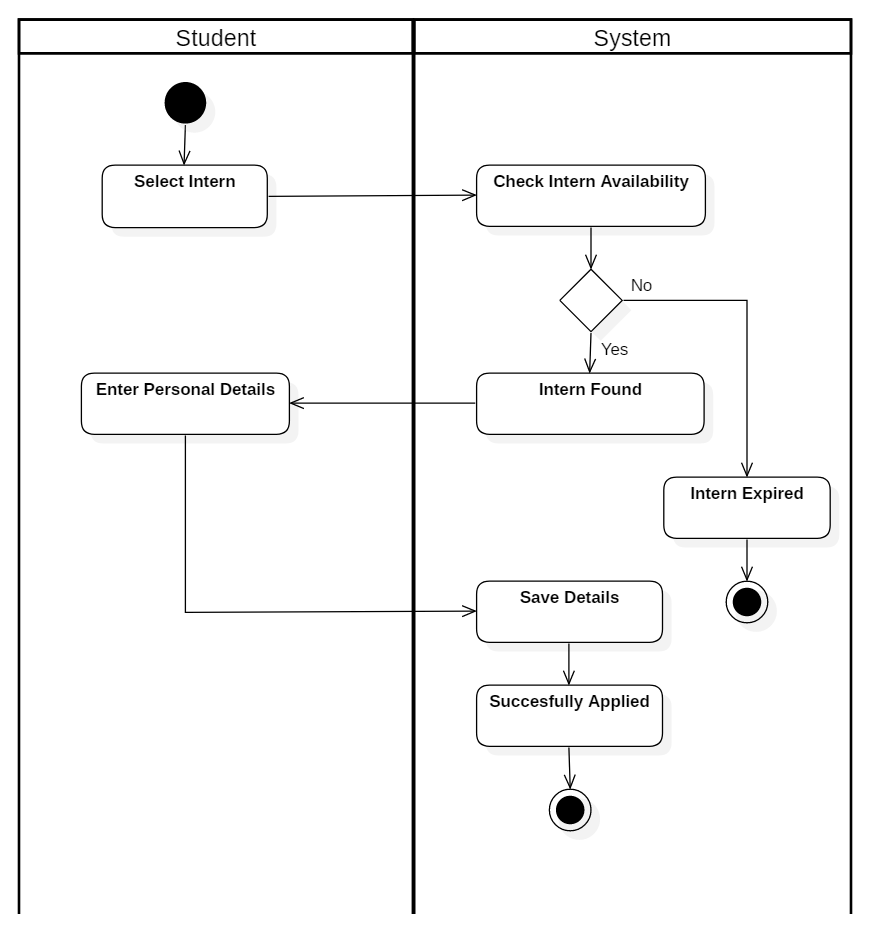 Student
System
Select Intern
Check Intern Availability
No
Yes
Enter Personal Details
Intern Found
Intern Expired
Save Details
Succesfully Applied